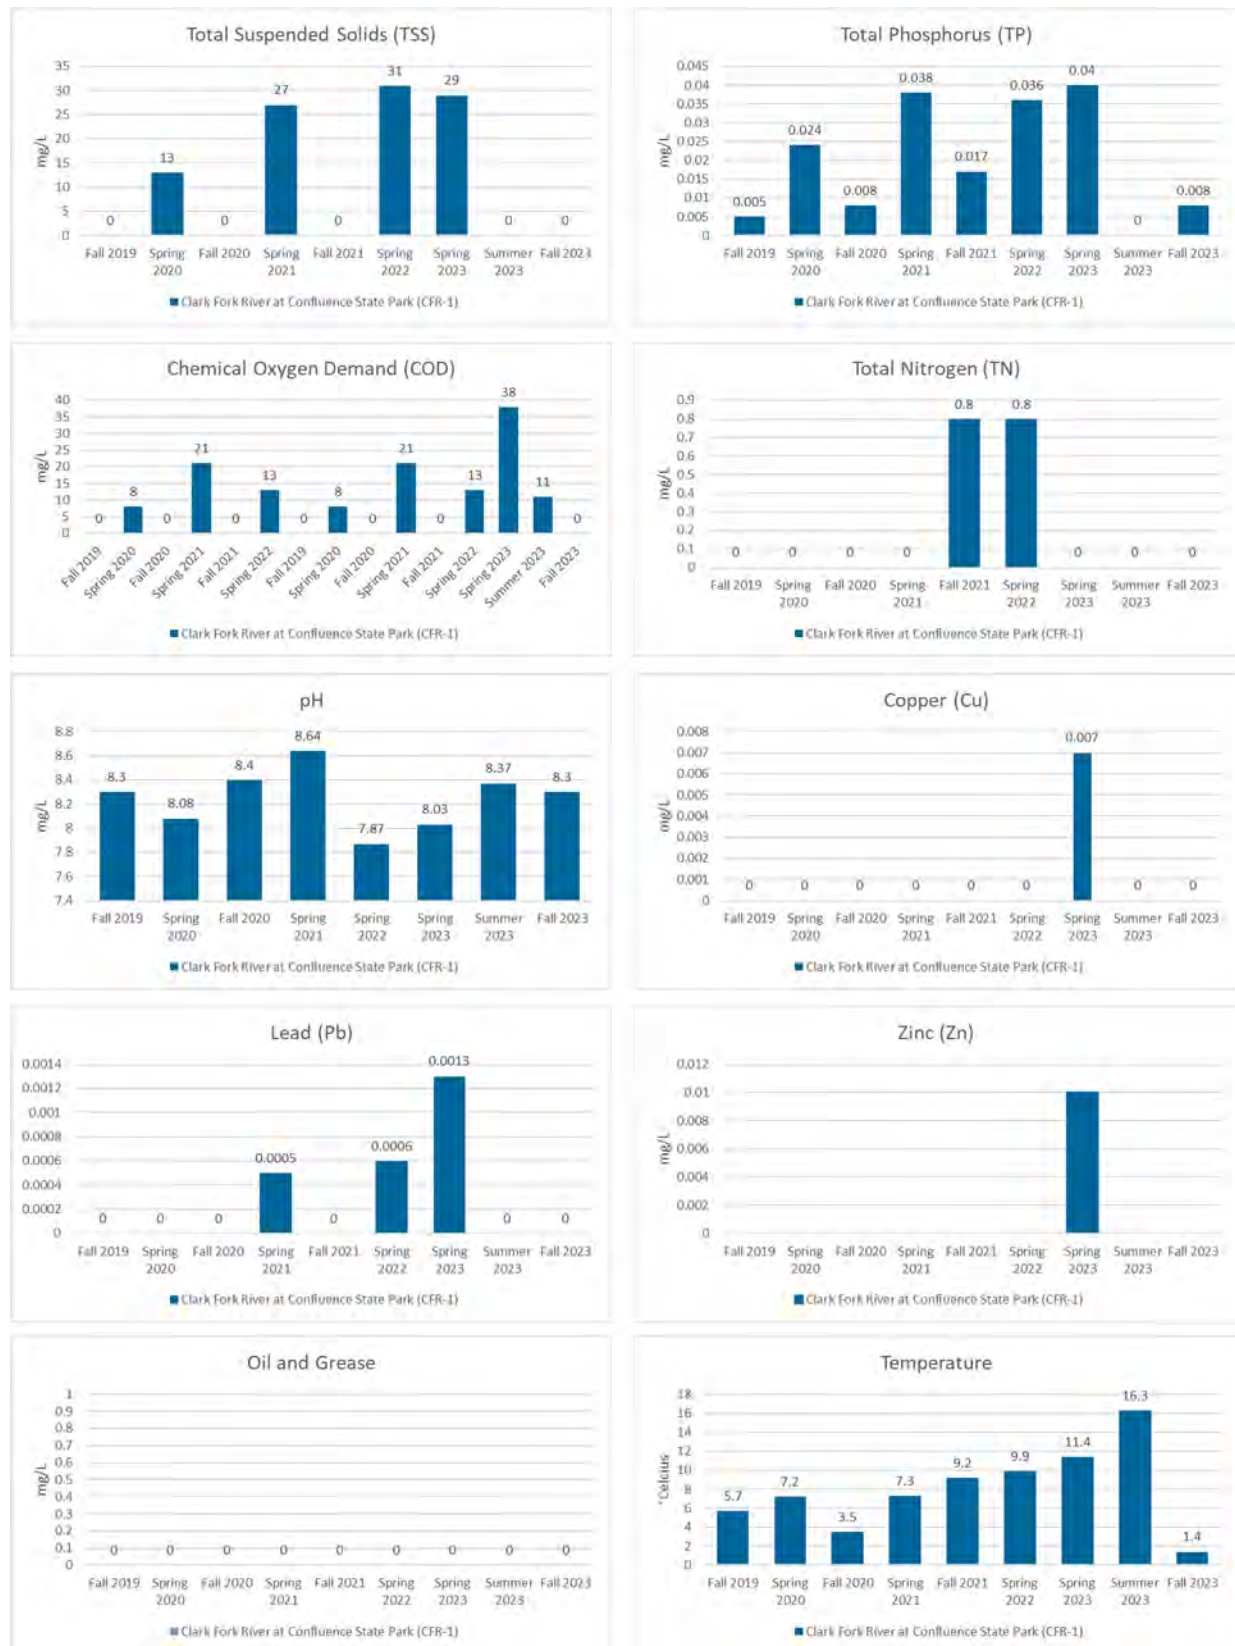 Total Suspended Solids (TSS)
mg/L
35
30
25
20
15
10
5
0
0
13
0
27
0
31
29
0
0
Fall 2019
Spring 2020
Fall 2020
Spring 2021
Fall 2021
Spring 2022
Spring 2023
Summer 2023
Fall 2023
Clark Fork River at Confluence State Park (CFR-1)
Total Phosphorus (TP)
mg/L
0.045
0.04
0.035
0.03
0.025
0.02
0.015
0.01
0.005
0
0.005
0.024
0.008
0.038
0.017
0.036
0.04
0
0.008
Fall 2019
Spring 2020
Fall 2020
Spring 2021
Fall 2021
Spring 2022
Spring 2023
Summer 2023
Fall 2023
Clark Fork River at Confluence State Park (CFR-1)
Chemical Oxygen Demand (COD)
mg/L
40
35
30
25
20
15
10
5
0
0
8
0
21
0
13
0
8
0
21
0
13
38
11
0
Fall 2019
Spring 2020
Fall 2020
Spring 2021
Fall 2021
Spring 2022
Fall 2019
Spring 2020
Fall 2020
Spring 2021
Fall 2021
Spring 2022
Spring 2023
Summer 2023
Fall 2023
Clark Fork River at Confluence State Park (CFR-1)
Total Nitrogen (TN)
mg/L
0.9
0.8
0.7
0.6
0.5
0.4
0.3
0.2
0.1
0
0
0
0
0
0.8
0.8
0
0
0
Fall 2019
Spring 2020
Fall 2020
Spring 2021
Fall 2021
Spring 2022
Spring 2023
Summer 2023
Fall 2023
Clark Fork River at Confluence State Park (CFR-1)
pH
mg/L
8.8
8.6
8.4
8.2
8
7.8
7.6
7.4
8.3
8.08
8.4
8.64
7.87
8.03
8.37
8.3
Fall 2019
Spring 2020
Fall 2020
Spring 2021
Spring 2022
Spring 2023
Summer 2023
Fall 2023
Clark Fork River at Confluence State Park (CFR-1)
Copper (Cu)
mg/L
0.008
0.007
0.006
0.005
0.004
0.003
0.002
0.001
0
0
0
0
0
0
0
0.007
0
0
Fall 2019
Spring 2020
Fall 2020
Spring 2021
Fall 2021
Spring 2022
Spring 2023
Summer 2023
Fall 2023
Clark Fork River at Confluence State Park (CFR-1)
Lead (Pb)
0.0014
0.0012
0.001
0.0008
0.0006
0.0004
0.0002
0
0
0
0
0.0005
0
0.0006
0.0013
0
0
Fall 2019
Spring 2020
Fall 2020
Spring 2021
Fall 2021
Spring 2022
Spring 2023
Summer 2023
Fall 2023
Clark Fork River at Confluence State Park (CFR-1)
Zinc (Zn)
mg/L
0.012
0.01
0.008
0.006
0.004
0.002
0
Fall 2019
Spring 2020
Fall 2020
Spring 2021
Fall 2021
Spring 2022
Spring 2023
Summer 2023
Fall 2023
Clark Fork River at Confluence State Park (CFR-1)
Oil and Grease
mg/L
1
0.9
0.8
0.7
0.6
0.5
0.4
0.3
0.2
0.1
0
0
0
0
0
0
0
0
0
0
Fall 2019
Spring 2020
Fall 2020
Spring 2021
Fall 2021
Spring 2022
Spring 2023
Summer 2023
Fall 2023
Clark Fork River at Confluence State Park (CFR-1)
Temperature
°Celcius
18
16
14
12
10
8
6
4
2
0
5.7
7.2
3.5
7.3
9.2
9.9
11.4
16.3
1.4
Fall 2019
Spring 2020
Fall 2020
Spring 2021
Fall 2021
Spring 2022
Spring 2023
Summer 2023
Fall 2023
Clark Fork River at Confluence State Park (CFR-1)